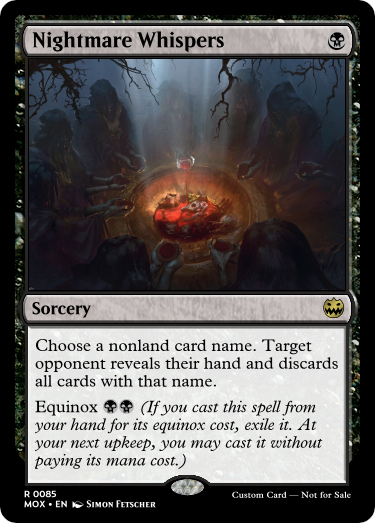 Nightmare Whispers
Sorcery
Choose a nonland card name. Target
opponent reveals their hand and discards
all cards with that name.
Equinox (If you cast this spell from
your hand for its equinox cost, exile it. At
your next upkeep, you may cast it without
paying its mana cost.)
R 0085
MOX • EN Simon Fetscher
Custom Card — Not for Sale